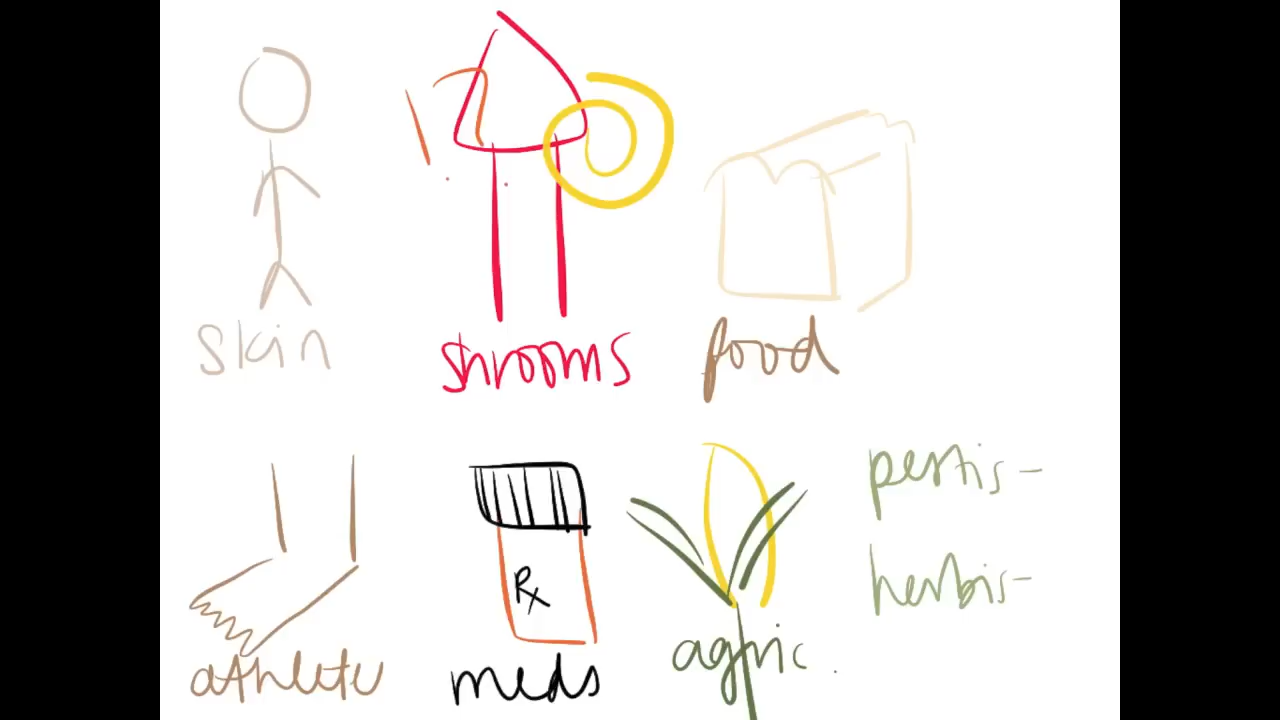 skin
shrooms
food
Rx
athlete
meds
agric.
pestis-
herbis-